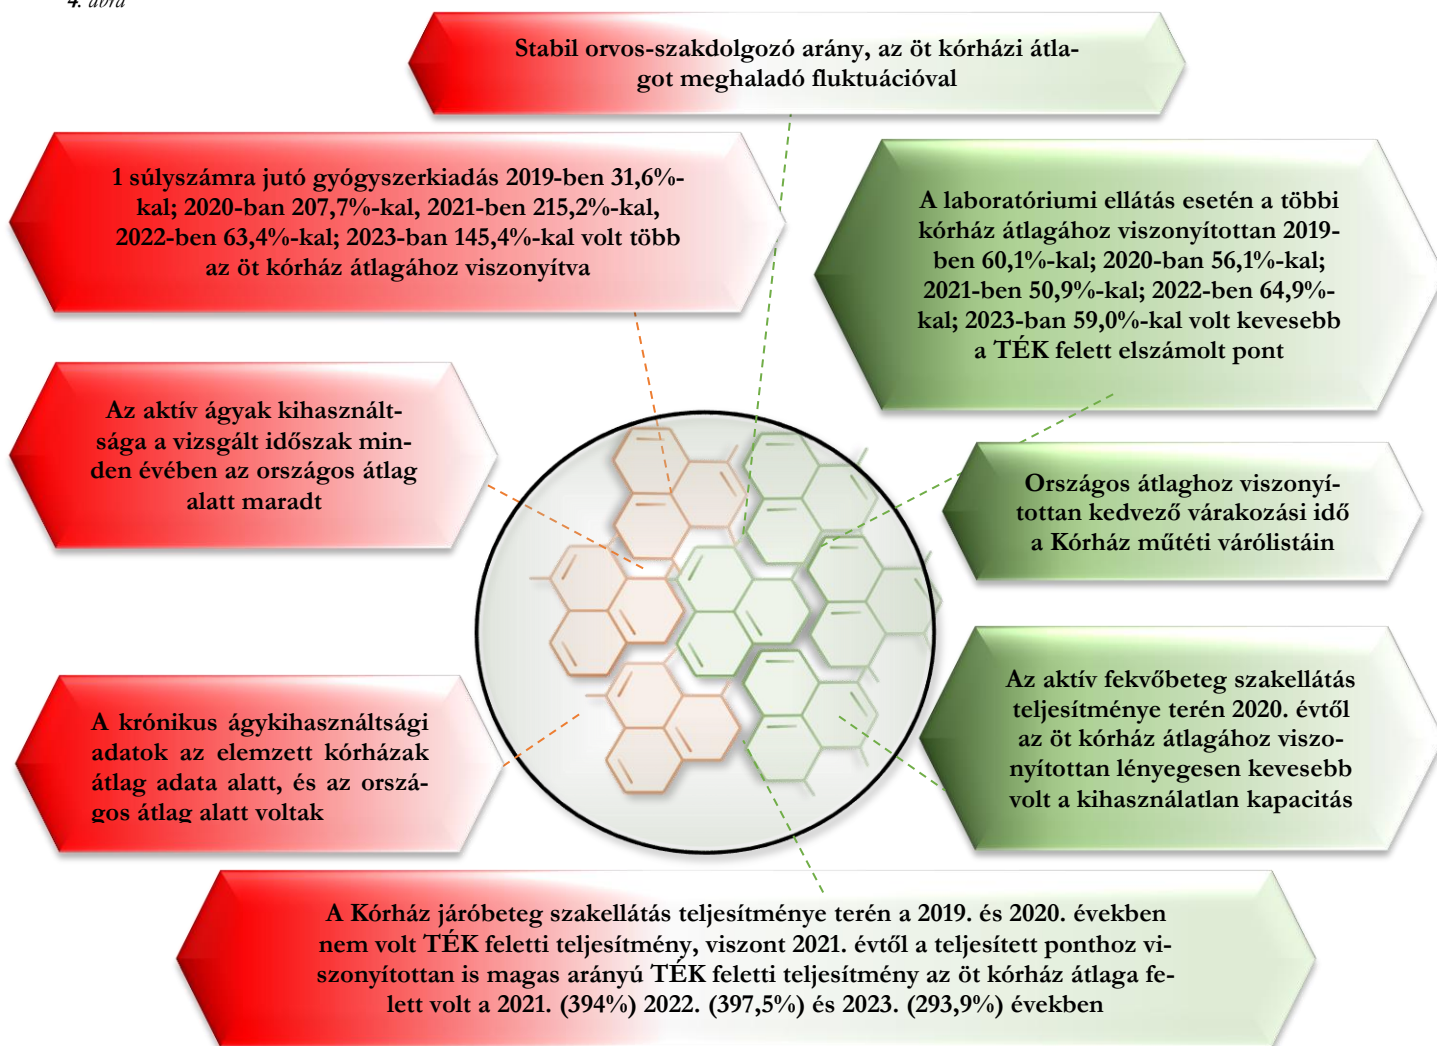 4. ábra
Stabil orvos-szakdolgozó arány, az öt kórházi átla-
got meghaladó fluktuációval
1 súlyszámra jutó gyógyszerkiadás 2019-ben 31,6%-
kal; 2020-ban 207,7%-kal, 2021-ben 215,2%-kal,
2022-ben 63,4%-kal; 2023-ban 145,4%-kal volt több
az öt kórház átlagához viszonyítva
A laboratóriumi ellátás esetén a többi
kórház átlagához viszonyítottan 2019-
ben 60,1%-kal; 2020-ban 56,1%-kal;
2021-ben 50,9%-kal; 2022-ben 64,9%-
kal; 2023-ban 59,0%-kal volt kevesebb
a TÉK felett elszámolt pont
Az aktív ágyak kihasznált-
sága a vizsgált időszak min-
den évében az országos átlag
alatt maradt
Országos átlaghoz viszonyí-
tottan kedvező várakozási idő
a Kórház műtéti várólistáin
A krónikus ágykihasználtsági
adatok az elemzett kórházak
átlag adata alatt, és az orszá-
gos átlag alatt voltak
Az aktív fekvőbeteg szakellátás
teljesítménye terén 2020. évtől
az öt kórház átlagához viszo-
nyítottan lényegesen kevesebb
volt a kihasználatlan kapacitás
A Kórház járóbeteg szakellátás teljesítménye terén a 2019. és 2020. években
nem volt TÉK feletti teljesítmény, viszont 2021. évtől a teljesített ponthoz vi-
szonyítottan is magas arányú TÉK feletti teljesítmény az öt kórház átlaga fe-
lett volt a 2021. (394%) 2022. (397,5%) és 2023. (293,9%) években